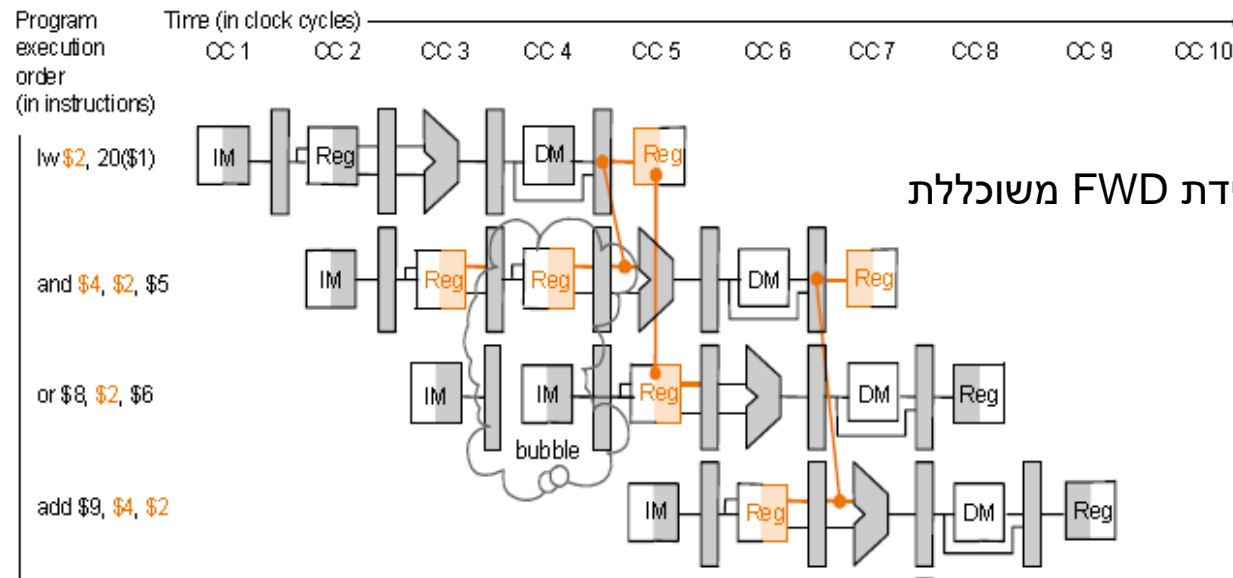 Program Time (in clock cycles)
execution CC 1 CC 2 CC 3 CC 4 CC 5 CC 6 CC 7 CC 8 CC 9 CC 10
order
(in instructions)
lw $2, 20($1) IM Reg DM Reg
FWD משוכללת
and $4, $2, $5 IM Reg Reg DM Reg
or $8, $2, $6 IM IM Reg DM Reg
bubble
add $9, $4, $2 IM Reg DM Reg